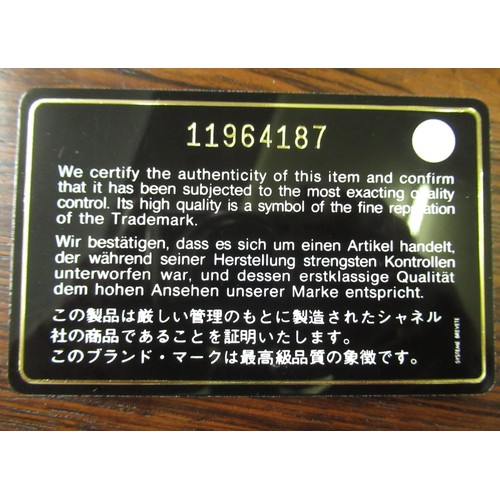 11964187
We certify the authenticity of this item and confirm
that it has been subjected to the most exacting quality
control. Its high quality is a symbol of the fine reputation
of the Trademark.
Wir bestätigen, dass es sich um einen Artikel handelt,
der während seiner Herstellung strengsten Kontrollen
unterworfen war, und dessen erstklassige Qualität
dem hohen Ansehen unserer Marke entspricht.
この製品は厳しい管理のもとに製造されたシャネル
社の商品であることを証明いたします。
このブランド・マークは最高級品質の象徴です。
SYSTEME BREVETE